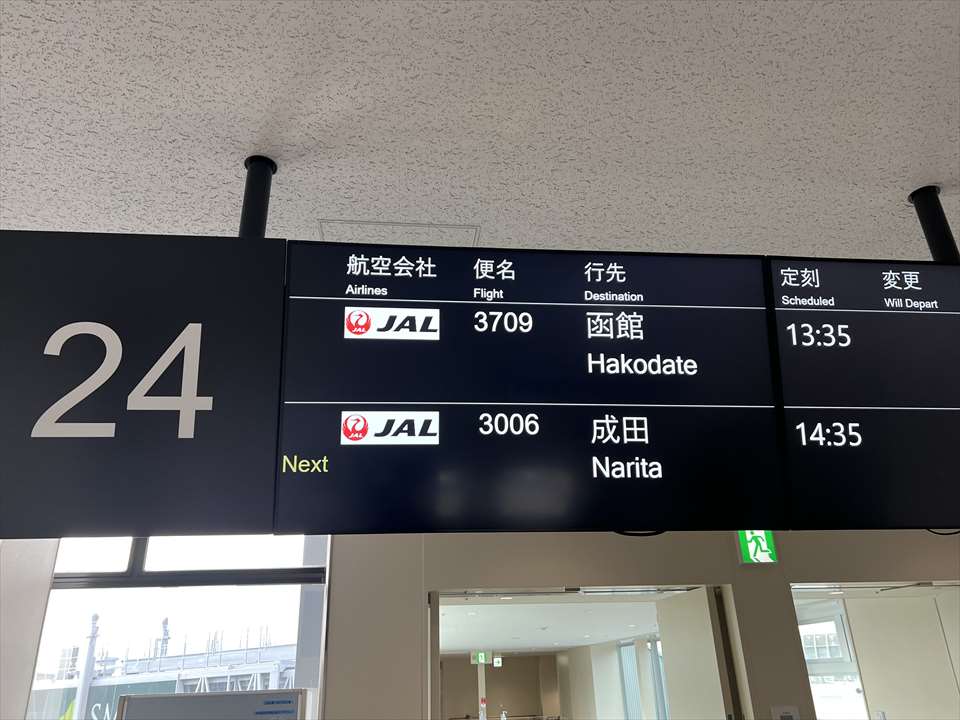 24
航空会社 便名 行先 定刻 変更
Airlines Flight Destination Scheduled Will Depart
JAL 3709 函館 13:35
Hakodate
JAL 3006 成田 14:35
Next Narita